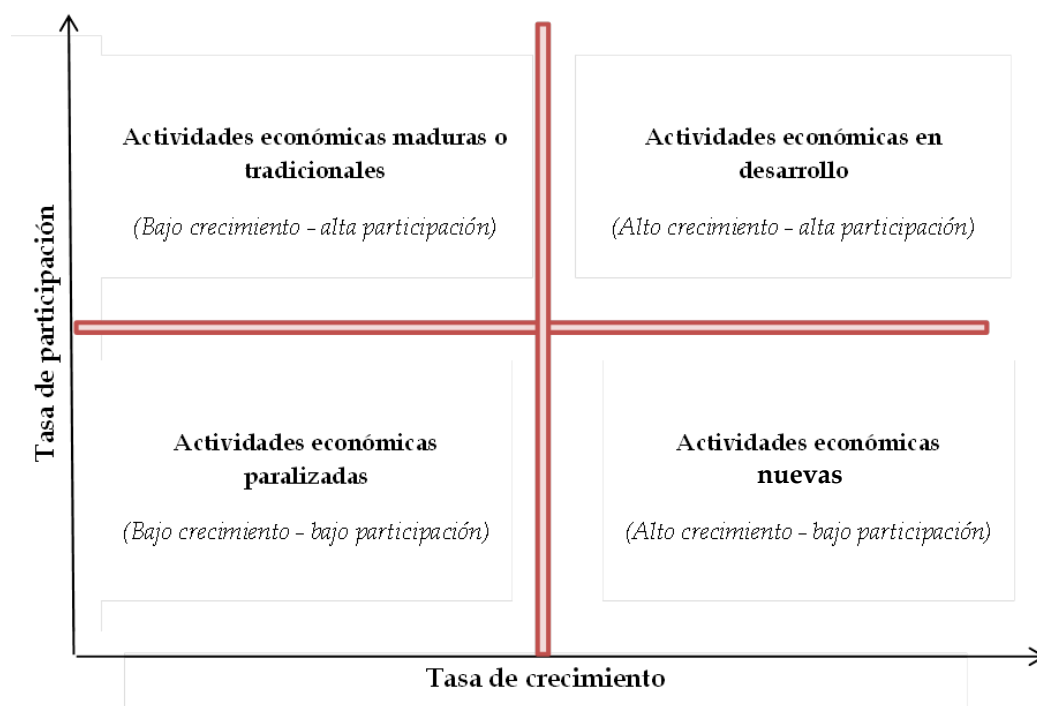 Actividades económicas maduras o
tradicionales
(Bajo crecimiento – alta participación)
Actividades económicas en
desarrollo
(Alto crecimiento – alta participación)
Tasa de participación
Actividades económicas
paralizadas
(Bajo crecimiento – bajo participación)
Actividades económicas
nuevas
(Alto crecimiento – bajo participación)
Tasa de crecimiento